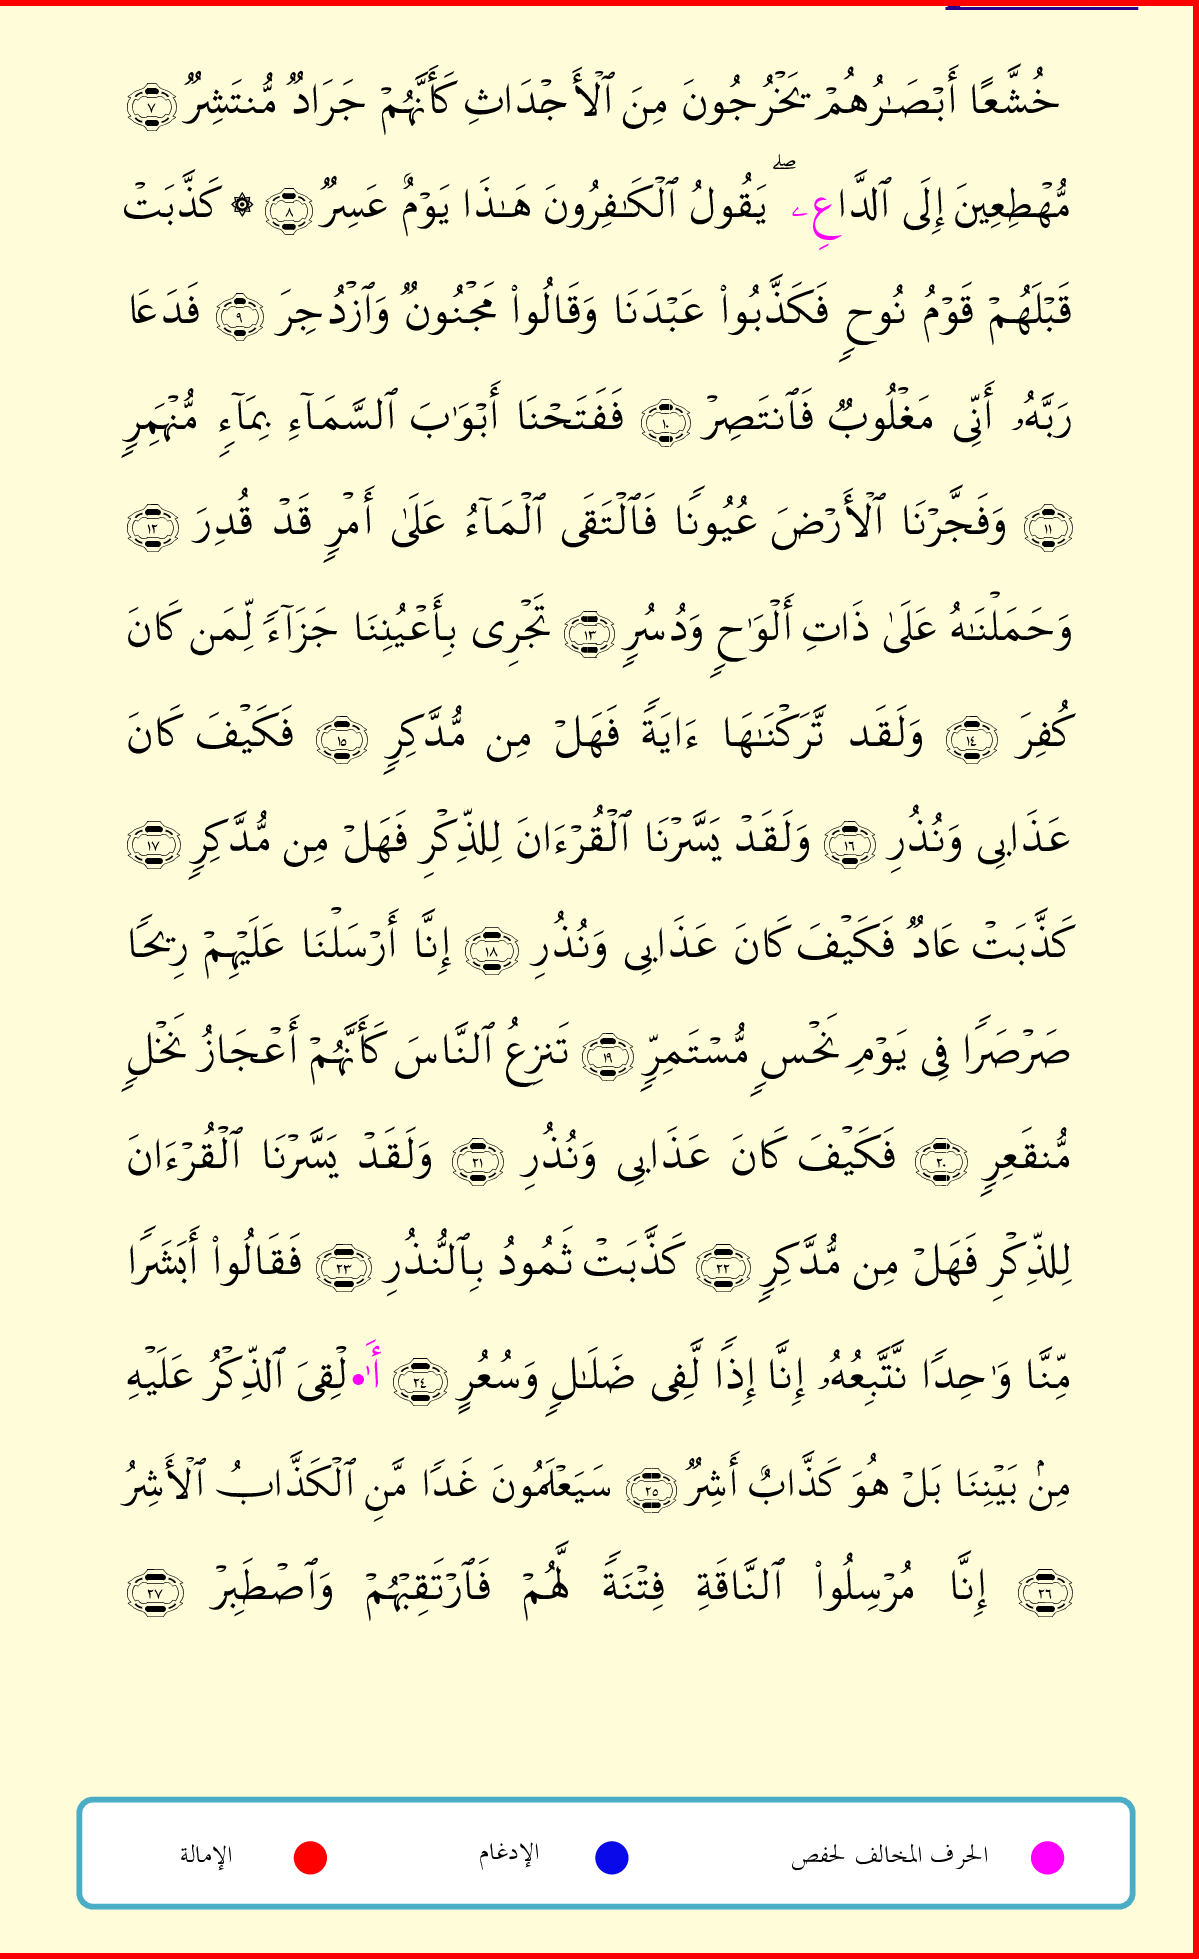 خُشَّعًا أَبۡصَٰرُهُمۡ يَخۡرُجُونَ مِنَ ٱلۡأَجۡدَاثِ كَأَنَّهُمۡ جَرَادٞ مُّنتَشِرٞ ٧
مُّهۡطِعِينَ إِلَى ٱلدَّاعِۦۖ يَقُولُ ٱلۡكَٰفِرُونَ هَٰذَا يَوۡمٌ عَسِرٞ ٨ ۞ كَذَّبَتۡ
قَبۡلَهُمۡ قَوۡمُ نُوحٖ فَكَذَّبُواْ عَبۡدَنَا وَقَالُواْ مَجۡنُونٞ وَٱزۡدُجِرَ ٩ فَدَعَا
رَبَّهُۥ أَنِّي مَغۡلُوبٞ فَٱنتَصِرۡ ١٠ فَفَتَحۡنَا أَبۡوَٰبَ ٱلسَّمَآءِ بِمَآءٖ مُّنۡهَمِرٖ
١١ وَفَجَّرۡنَا ٱلۡأَرۡضَ عُيُونٗا فَٱلۡتَقَى ٱلۡمَآءُ عَلَىٰ أَمۡرٖ قَدۡ قُدِرَ ١٢
وَحَمَلۡنَٰهُ عَلَىٰ ذَاتِ أَلۡوَٰحٖ وَدُسُرٖ ١٣ تَجۡرِي بِأَعۡيُنِنَا جَزَآءٗ لِّمَن كَانَ
كُفِرَ ١٤ وَلَقَد تَّرَكۡنَٰهَا ءَايَةٗ فَهَلۡ مِن مُّدَّكِرٖ ١٥ فَكَيۡفَ كَانَ
عَذَابِي وَنُذُرِ ١٦ وَلَقَدۡ يَسَّرۡنَا ٱلۡقُرۡءَانَ لِلذِّكۡرِ فَهَلۡ مِن مُّدَّكِرٖ ١٧
كَذَّبَتۡ عَادٞ فَكَيۡفَ كَانَ عَذَابِي وَنُذُرِ ١٨ إِنَّا أَرۡسَلۡنَا عَلَيۡهِمۡ رِيحٗا
صَرۡصَرٗا فِي يَوۡمِ نَحۡسٖ مُّسۡتَمِرّٖ ١٩ تَنزِعُ ٱلنَّاسَ كَأَنَّهُمۡ أَعۡجَازُ نَخۡلٖ
مُّنقَعِرٖ ٢٠ فَكَيۡفَ كَانَ عَذَابِي وَنُذُرِ ٢١ وَلَقَدۡ يَسَّرۡنَا ٱلۡقُرۡءَانَ
لِلذِّكۡرِ فَهَلۡ مِن مُّدَّكِرٖ ٢٢ كَذَّبَتۡ ثَمُودُ بِٱلنُّذُرِ ٢٣ فَقَالُواْ أَبَشَرٗا
مِّنَّا وَٰحِدٗا نَّتَّبِعُهُۥ إِنَّا إِذٗا لَّفِي ضَلَٰلٖ وَسُعُرٍ ٢٤ أَٰ•لۡقِيَ ٱلذِّكۡرُ عَلَيۡهِ
مِنۢ بَيۡنِنَا بَلۡ هُوَ كَذَّابٌ أَشِرٞ ٢٥ سَيَعۡلَمُونَ غَدٗا مَّنِ ٱلۡكَذَّابُ ٱلۡأَشِرُ
٢٦ إِنَّا مُرۡسِلُواْ ٱلنَّاقَةِ فِتۡنَةٗ لَّهُمۡ فَٱرۡتَقِبۡهُمۡ وَٱصۡطَبِرۡ ٢٧
الحرف المخالف لحفص الإدغام الإمالة